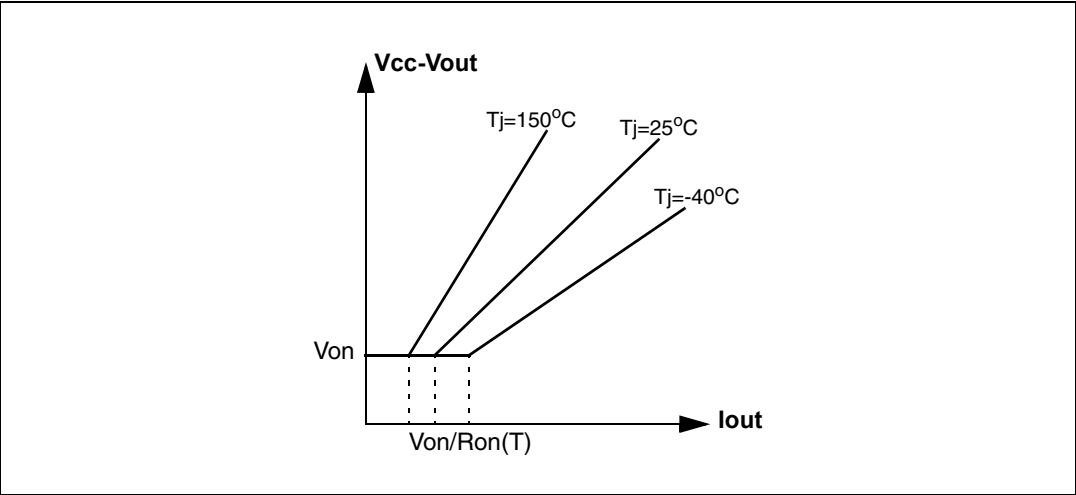 Vcc-Vout
Tj=150°C
Tj=25°C
Tj=-40°C
Von
Iout
Von/Ron(T)